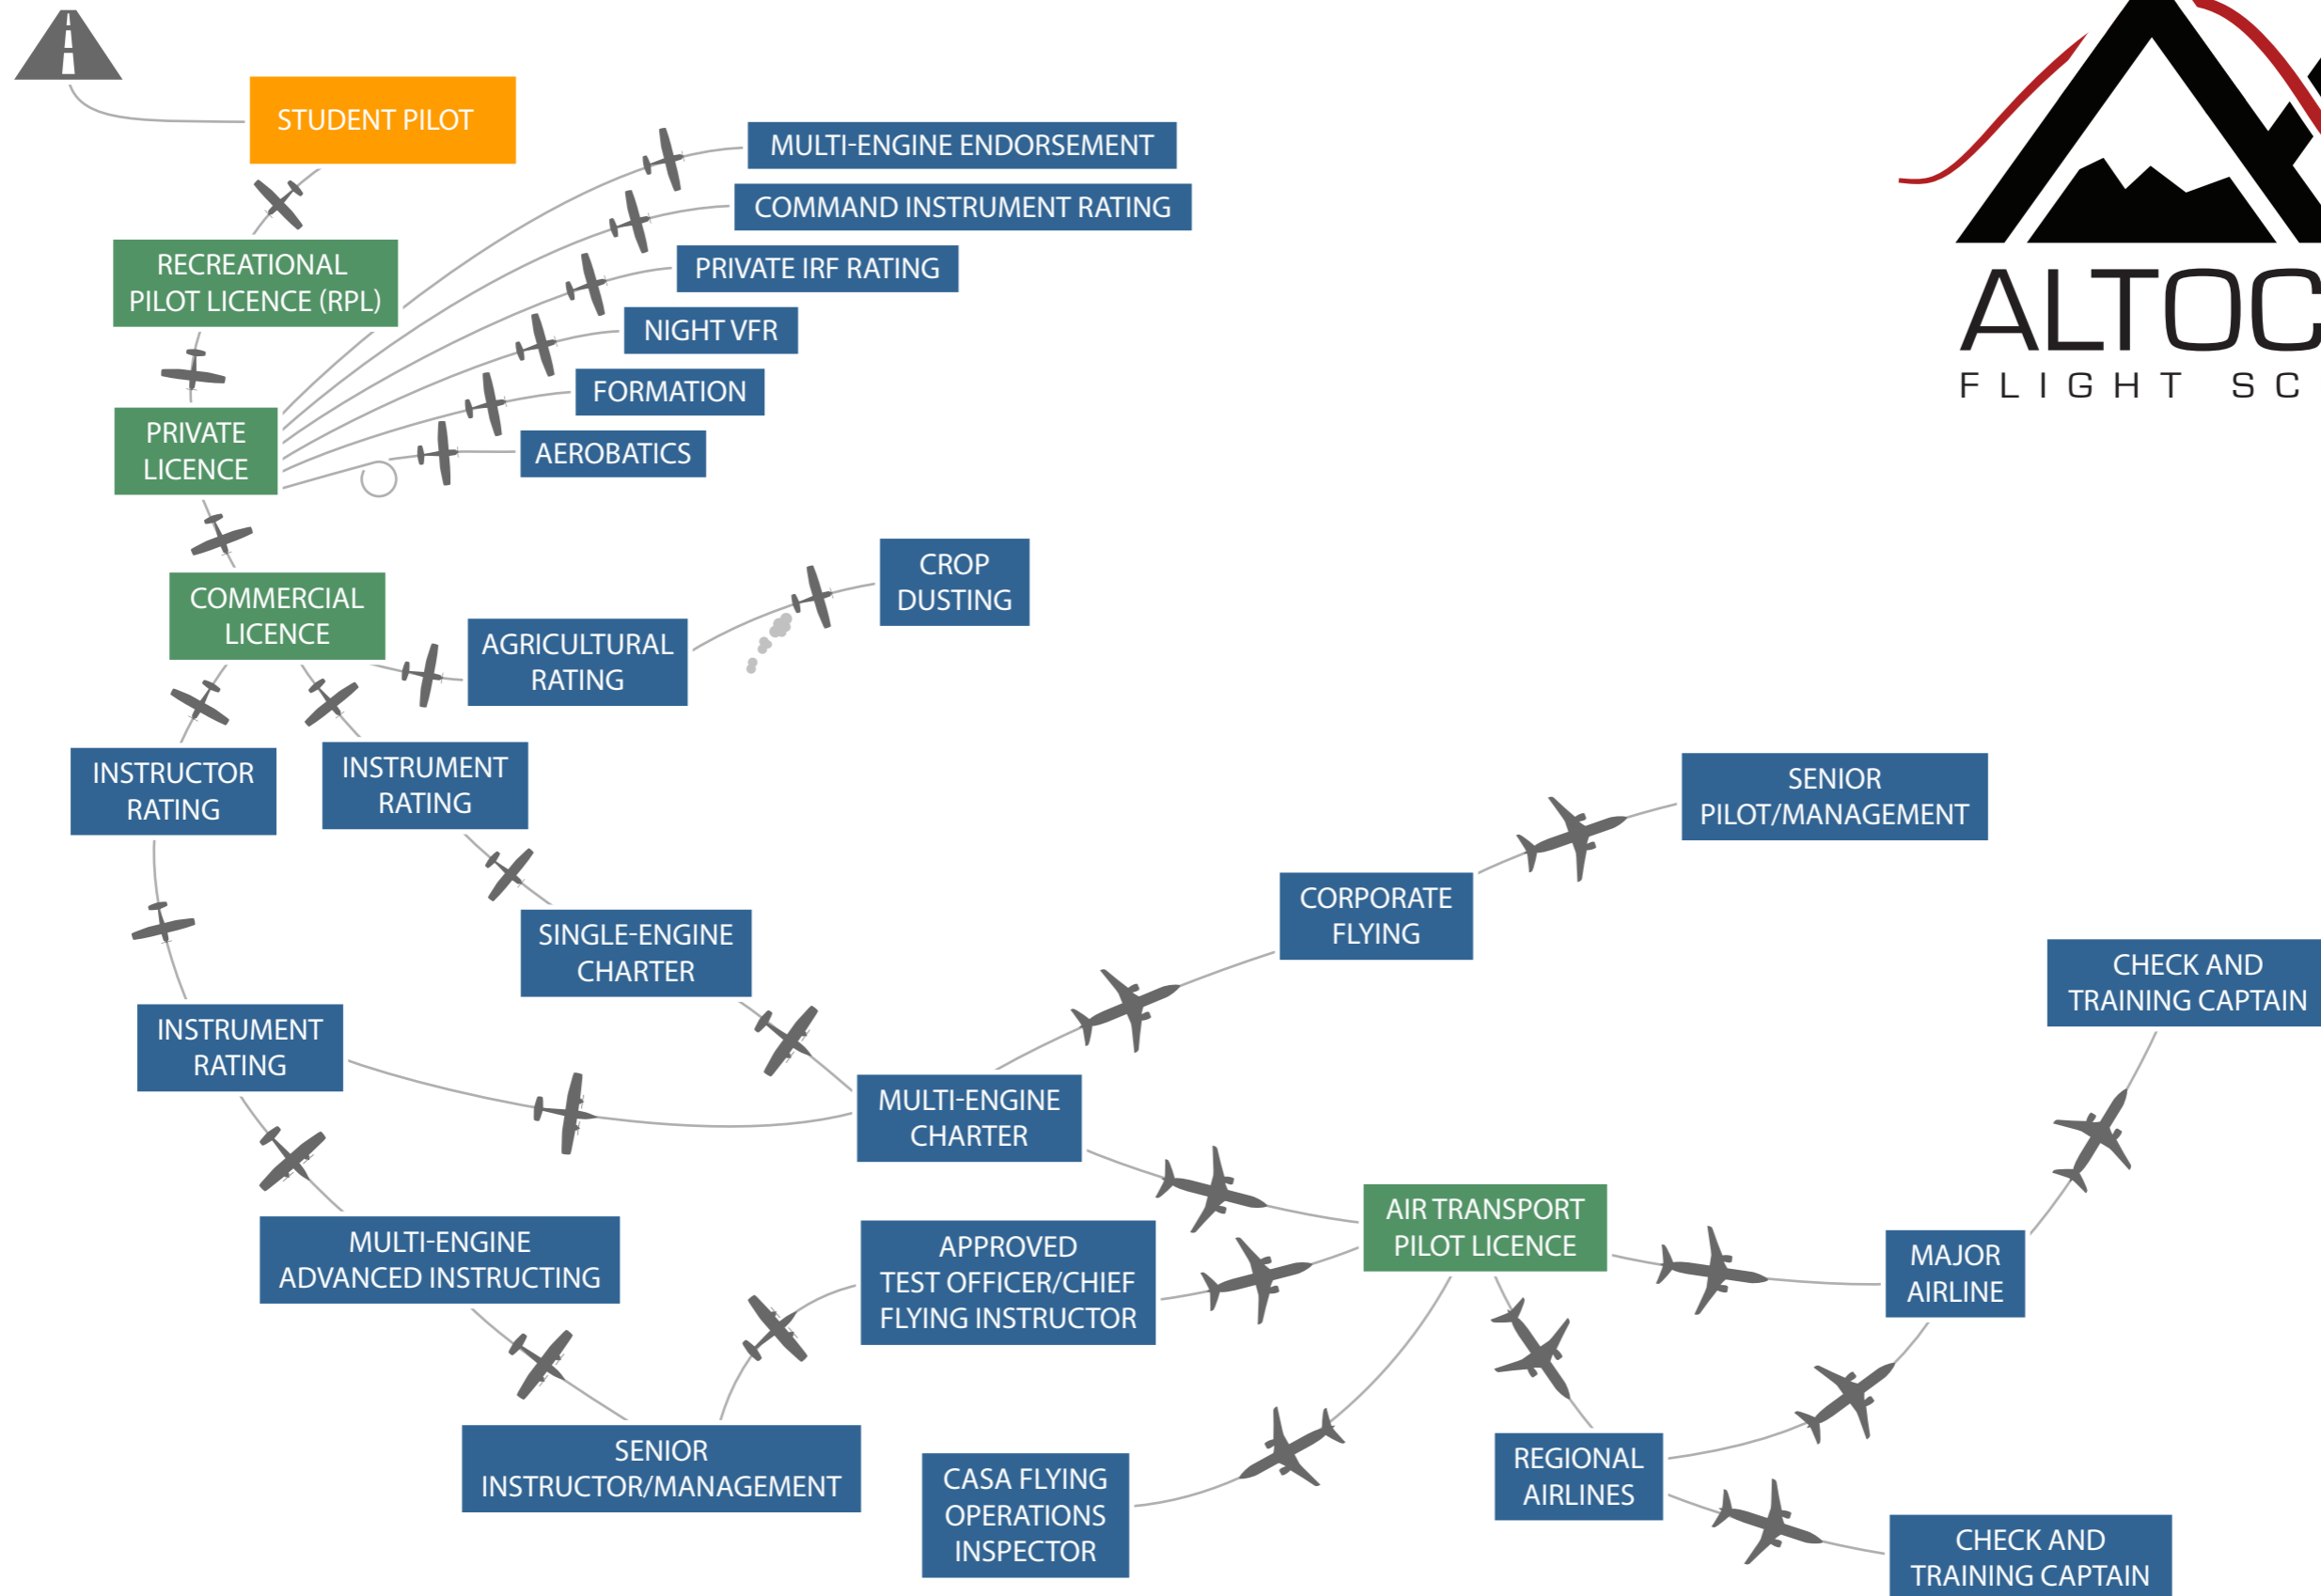 STUDENT PILOT
MULTI-ENGINE ENDORSEMENT
COMMAND INSTRUMENT RATING
PRIVATE IRF RATING
NIGHT VFR
FORMATION
AEROBATICS
RECREATIONAL
PILOT LICENCE (RPL)
PRIVATE
LICENCE
ALTOC
FLIGHT SC
COMMERCIAL
LICENCE
CROP
DUSTING
AGRICULTURAL
RATING
INSTRUCTOR
RATING
INSTRUMENT
RATING
SENIOR
PILOT/MANAGEMENT
CORPORATE
FLYING
SINGLE-ENGINE
CHARTER
CHECK AND
TRAINING CAPTAIN
INSTRUMENT
RATING
MULTI-ENGINE
CHARTER
AIR TRANSPORT
PILOT LICENCE
MULTI-ENGINE
ADVANCED INSTRUCTING
APPROVED
TEST OFFICER/CHIEF
FLYING INSTRUCTOR
MAJOR
AIRLINE
SENIOR
INSTRUCTOR/MANAGEMENT
CASA FLYING
OPERATIONS
INSPECTOR
REGIONAL
AIRLINES
CHECK AND
TRAINING CAPTAIN